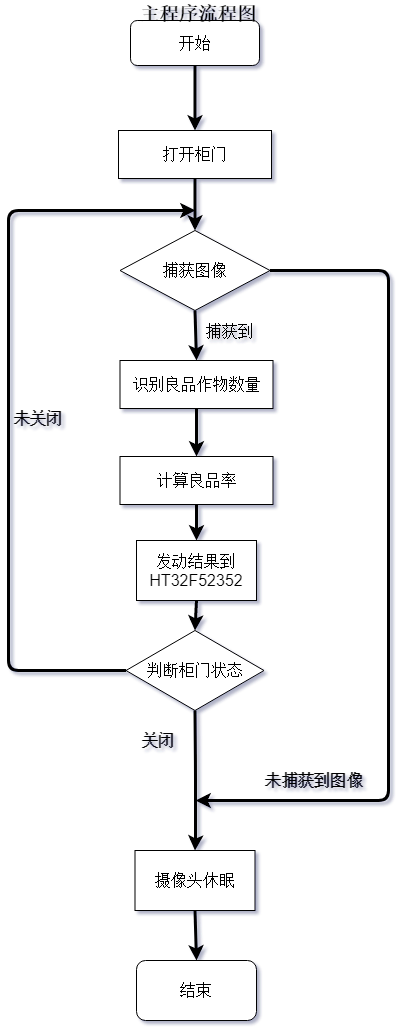 主程序流程图
开始
打开柜门
捕获图像
捕获到
识别良品作物数量
未关闭
计算良品率
发动结果到
HT32F52352
判断柜门状态
关闭
未捕获到图像
摄像头休眠
结束